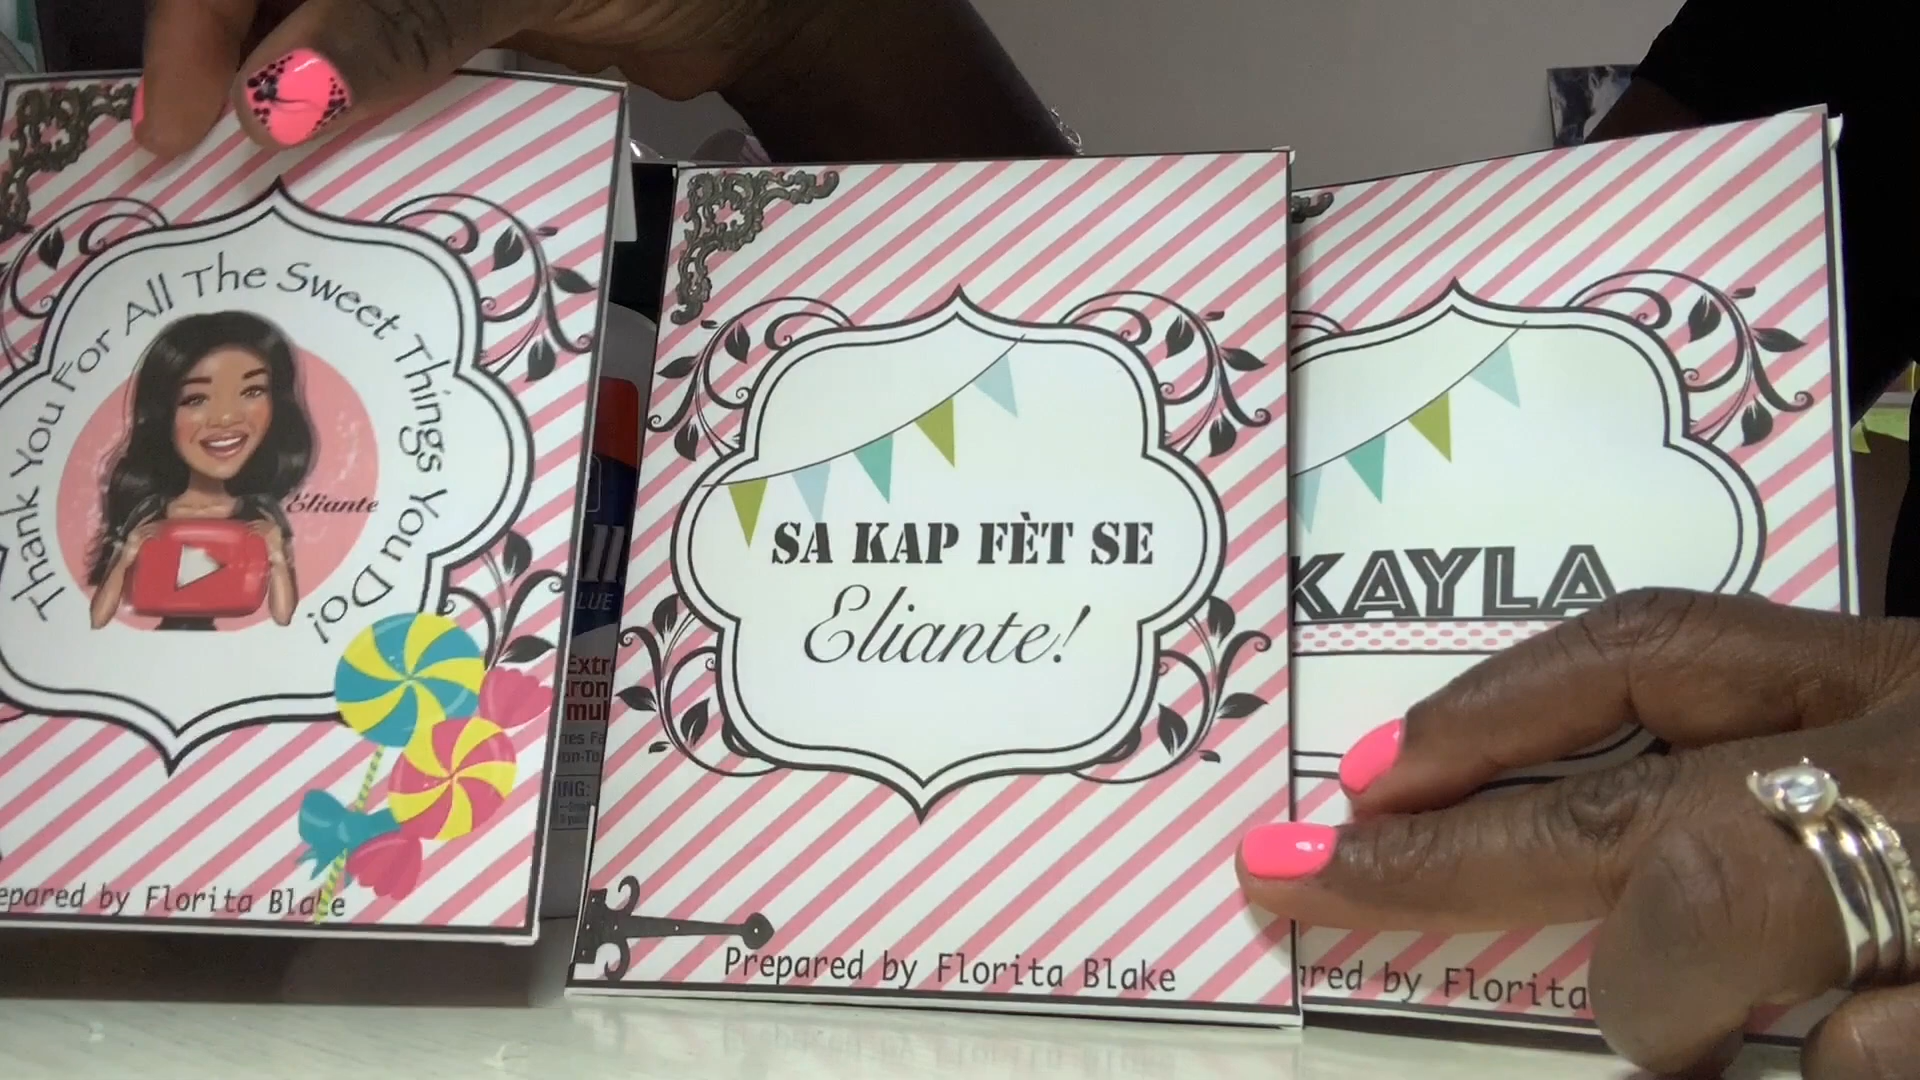 Thank You For All The Sweet Things You Do!
Eliante
Prepared by Florita Blake
SA KAP FÈT SE
Eliante!
Prepared by Florita Blake
KAYLA
by Florita